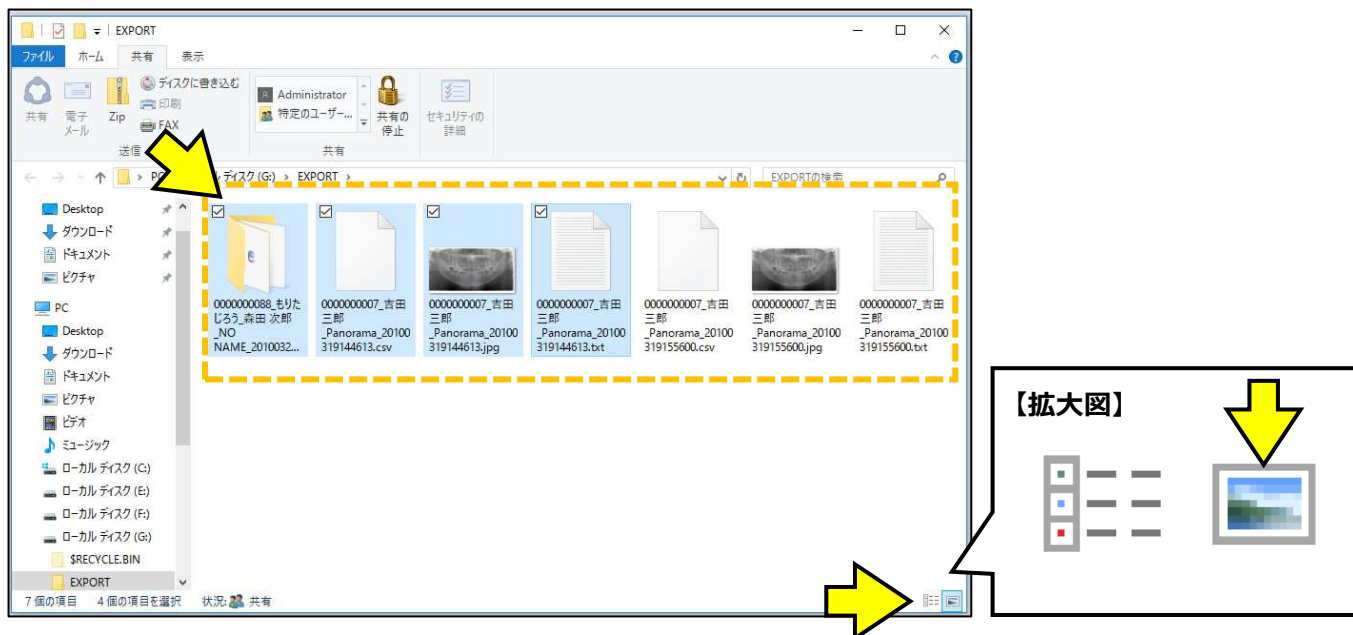 EXPORT
ファイル ホーム 共有 表示
共有
電子
メール
Zip
ディスクに書き込む
印刷
FAX
送信
Administrator
特定のユーザー...
共有の
停止
共有
セキュリティの
詳細
ディスク (G:) › EXPORT ›
EXPORTの検索
Desktop
ダウンロード
ドキュメント
ピクチャ
PC
Desktop
ダウンロード
ドキュメント
ピクチャ
ビデオ
ミュージック
ローカル ディスク (C:)
ローカル ディスク (E:)
ローカル ディスク (F:)
ローカル ディスク (G:)
$RECYCLE.BIN
EXPORT
0000000088_もりた
じろう_森田 次郎
_NO
NAME_2010032...
0000000007_吉田
三郎
_Panorama_20100
319144613.csv
0000000007_吉田
三郎
_Panorama_20100
319144613.jpg
0000000007_吉田
三郎
_Panorama_20100
319144613.txt
0000000007_吉田
三郎
_Panorama_20100
319155600.csv
0000000007_吉田
三郎
_Panorama_20100
319155600.jpg
0000000007_吉田
三郎
_Panorama_20100
319155600.txt
7 個の項目 4 個の項目を選択 状況: 共有
【拡大図】